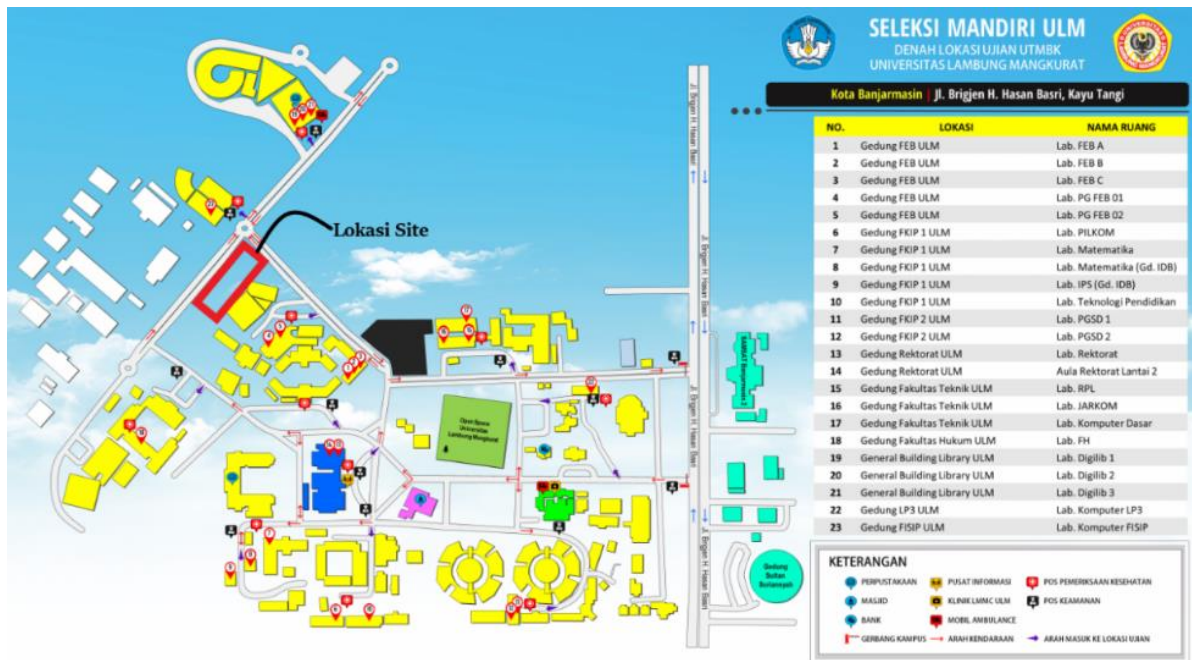 SELEKSI MANDIRI ULM
DENAH LOKASI UJIAN UTMBK
UNIVERSITAS LAMBUNG MANGKURAT
Kota Banjarmasin | Jl. Brigjen H. Hasan Basri, Kayu Tangi
NO. LOKASI NAMA RUANG
1 Gedung FEB ULM Lab. FEB A
2 Gedung FEB ULM Lab. FEB B
3 Gedung FEB ULM Lab. FEB C
4 Gedung FEB ULM Lab. PG FEB 01
5 Gedung FEB ULM Lab. PG FEB 02
6 Gedung FKIP 1 ULM Lab. PILKOM
7 Gedung FKIP 1 ULM Lab. Matematika
8 Gedung FKIP 1 ULM Lab. Matematika (Gd. IDB)
9 Gedung FKIP 1 ULM Lab. IPS (Gd. IDB)
10 Gedung FKIP 1 ULM Lab. Teknologi Pendidikan
11 Gedung FKIP 2 ULM Lab. PGSD 1
12 Gedung FKIP 2 ULM Lab. PGSD 2
13 Gedung Rektorat ULM Lab. Rektorat
14 Gedung Rektorat ULM Aula Rektorat Lantai 2
15 Gedung Fakultas Teknik ULM Lab. RPL
16 Gedung Fakultas Teknik ULM Lab. JARKOM
17 Gedung Fakultas Teknik ULM Lab. Komputer Dasar
18 Gedung Fakultas Hukum ULM Lab. FH
19 General Building Library ULM Lab. Digilib 1
20 General Building Library ULM Lab. Digilib 2
21 General Building Library ULM Lab. Digilib 3
22 Gedung LP3 ULM Lab. Komputer LP3
23 Gedung FISIP ULM Lab. Komputer FISIP
KETERANGAN
PERPUSTAKAAN PUSAT INFORMASI POS PEMERIKSAAN KESEHATAN
MASJID KLINIK LMMC ULM POS KEAMANAN
BANK MOBIL AMBULANCE
GERBANG KAMPUS ARAH KENDARAAN ARAH MASUK KE LOKASI UJIAN
Lokasi Site
Jl. Brigjen H. Hasan Basri
Jl. Brigjen H. Hasan Basri
Jl. Brigjen H. Hasan Basri
Jl. Brigjen H. Hasan Basri
Open Space
Universitas
Lambung Mangkurat
Gedung
Sultan